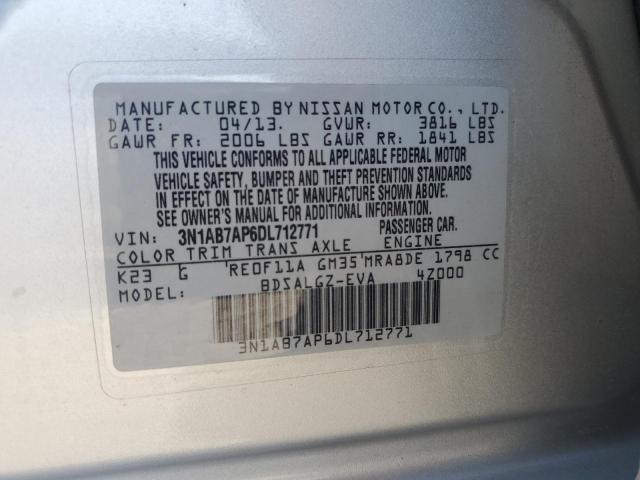 MANUFACTURED BY NISSAN MOTOR CO., LTD.
DATE: 04/13. GVWR: 3816 LBS
GAWR FR: 2006 LBS GAWR RR: 1841 LBS
THIS VEHICLE CONFORMS TO ALL APPLICABLE FEDERAL MOTOR
VEHICLE SAFETY, BUMPER AND THEFT PREVENTION STANDARDS
IN EFFECT ON THE DATE OF MANUFACTURE SHOWN ABOVE.
SEE OWNER'S MANUAL FOR ADDITIONAL INFORMATION.
VIN: 3N1AB7AP6DL712771 PASSENGER CAR.
COLOR TRIM TRANS AXLE ENGINE
K23 G RE0F11A GM35 MRA8DE 1798 CC
MODEL: BDSALGZ-EVA 4Z000
3N1AB7AP6DL712771